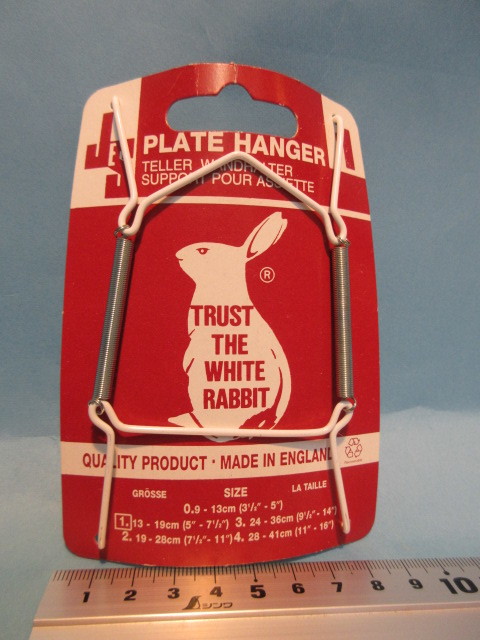 PLATE HANGER
TELLER WANDHALTER
SUPPORT POUR ASSIETTE
®
TRUST
THE
WHITE
RABBIT
QUALITY PRODUCT · MADE IN ENGLAND
GRÖSSE SIZE LA TAILLE
0. 9 - 13cm (3½" - 5")
1. 13 - 19cm (5" - 7½") 3. 24 - 36cm (9½" - 14")
2. 19 - 28cm (7½" - 11") 4. 28 - 41cm (11" - 16")
1 2 3 4 5 6 7 8 9 10
シンワ